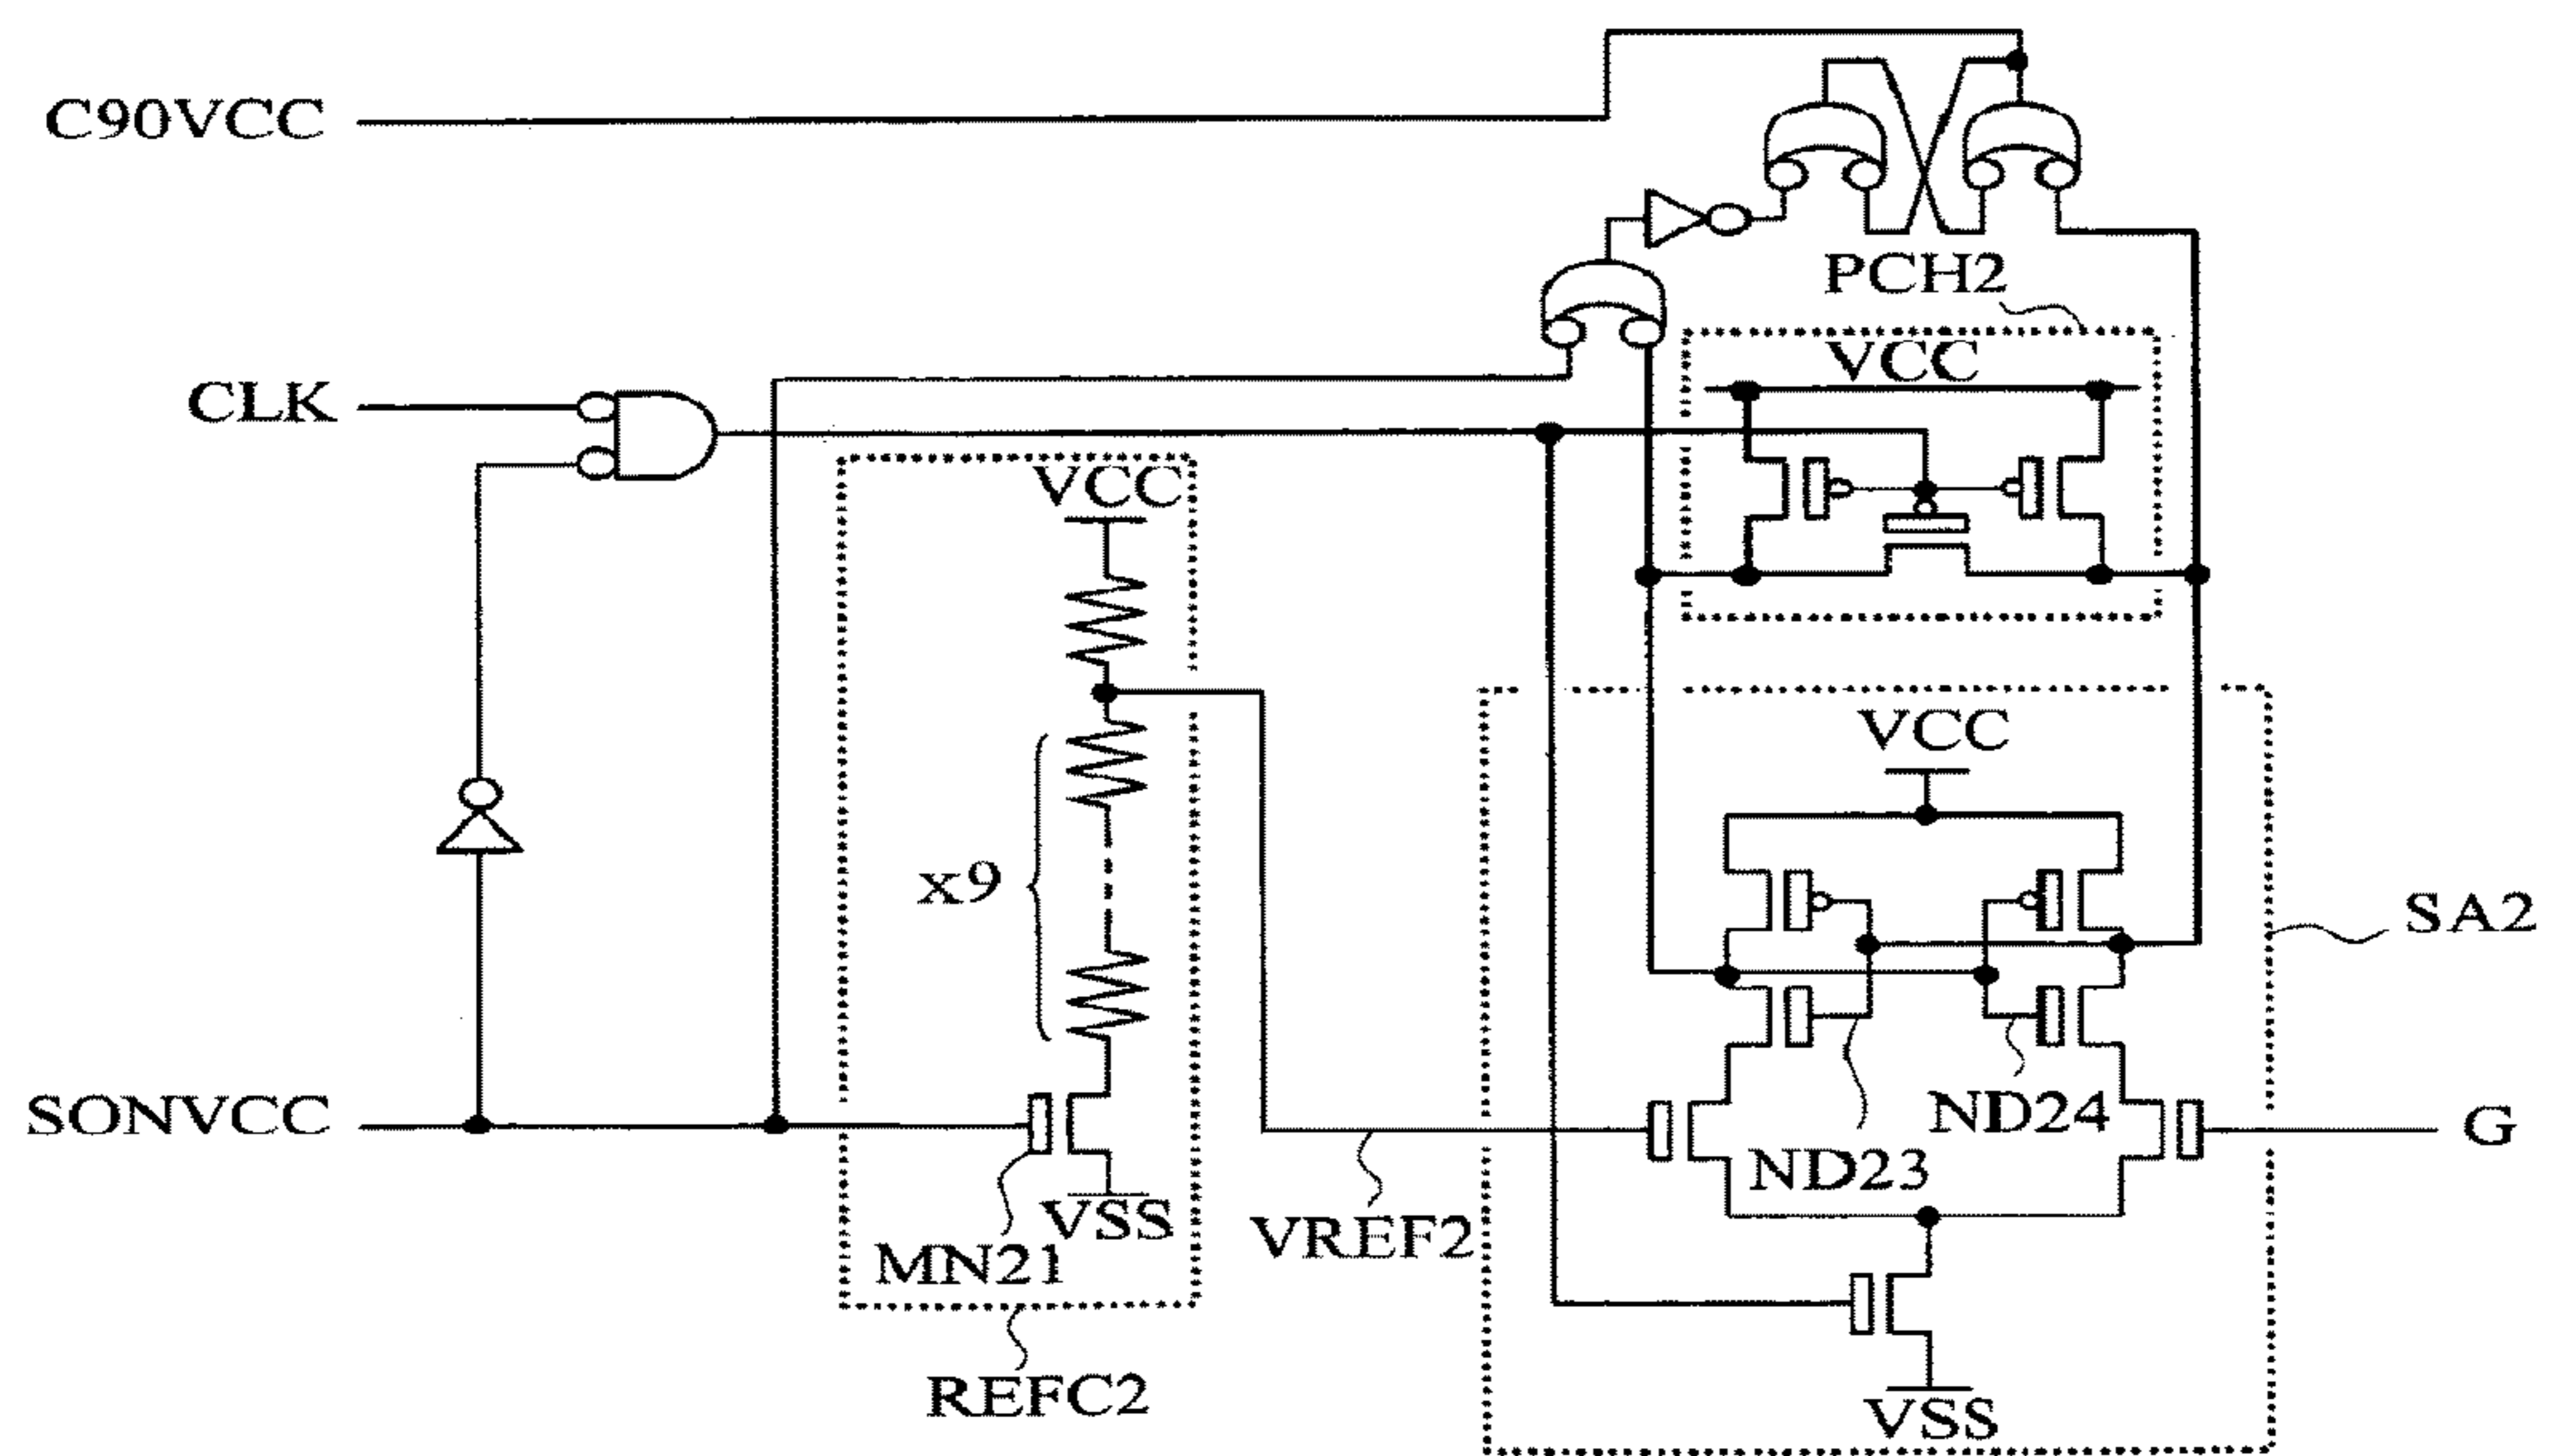 C90VCC
PCH2
VCC
CLK
VCC
VCC
x9
SA2
SONVCC
ND24
G
ND23
VREF2
VSS
MN21
REFC2
VSS